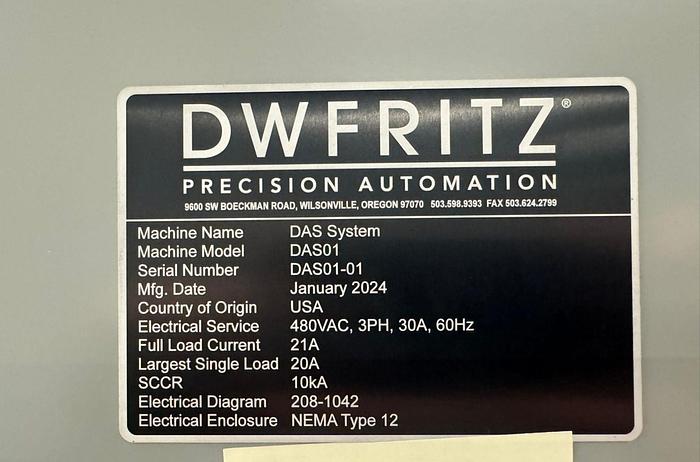 DWFRITZ®
PRECISION AUTOMATION
9600 SW BOECKMAN ROAD, WILSONVILLE, OREGON 97070 503.598.9393 FAX 503.624.2799
Machine Name DAS System
Machine Model DAS01
Serial Number DAS01-01
Mfg. Date January 2024
Country of Origin USA
Electrical Service 480VAC, 3PH, 30A, 60Hz
Full Load Current 21A
Largest Single Load 20A
SCCR 10kA
Electrical Diagram 208-1042
Electrical Enclosure NEMA Type 12